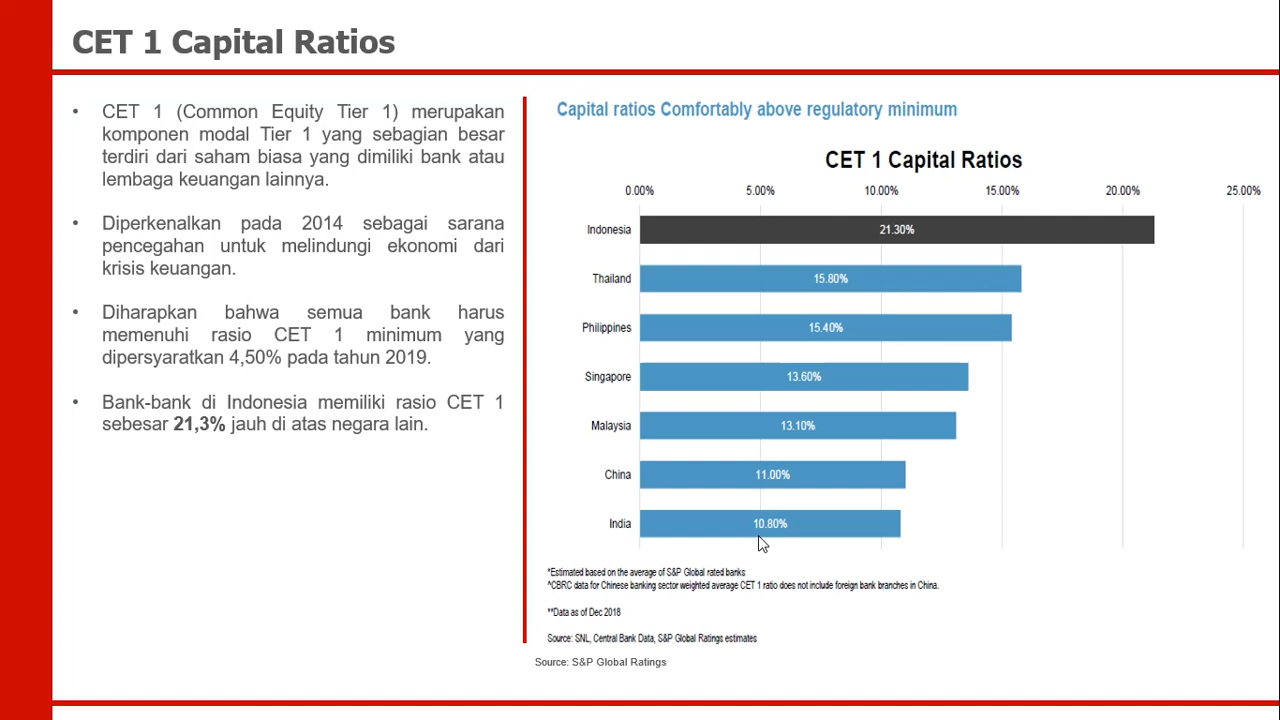 CET 1 Capital Ratios
• CET 1 (Common Equity Tier 1) merupakan
komponen modal Tier 1 yang sebagian besar
terdiri dari saham biasa yang dimiliki bank atau
lembaga keuangan lainnya.
• Diperkenalkan pada 2014 sebagai sarana
pencegahan untuk melindungi ekonomi dari
krisis keuangan.
• Diharapkan bahwa semua bank harus
memenuhi rasio CET 1 minimum yang
dipersyaratkan 4,50% pada tahun 2019.
• Bank-bank di Indonesia memiliki rasio CET 1
sebesar 21,3% jauh di atas negara lain.
Capital ratios Comfortably above regulatory minimum
CET 1 Capital Ratios
0.00% 5.00% 10.00% 15.00% 20.00% 25.00%
Indonesia 21.30%
Thailand 15.80%
Philippines 15.40%
Singapore 13.60%
Malaysia 13.10%
China 11.00%
India 10.80%
*Estimated based on the average of S&P Global rated banks
^CBRC data for Chinese banking sector weighted average CET 1 ratio does not include foreign bank branches in China.
**Data as of Dec 2018
Source: SNL, Central Bank Data, S&P Global Ratings estimates
Source: S&P Global Ratings